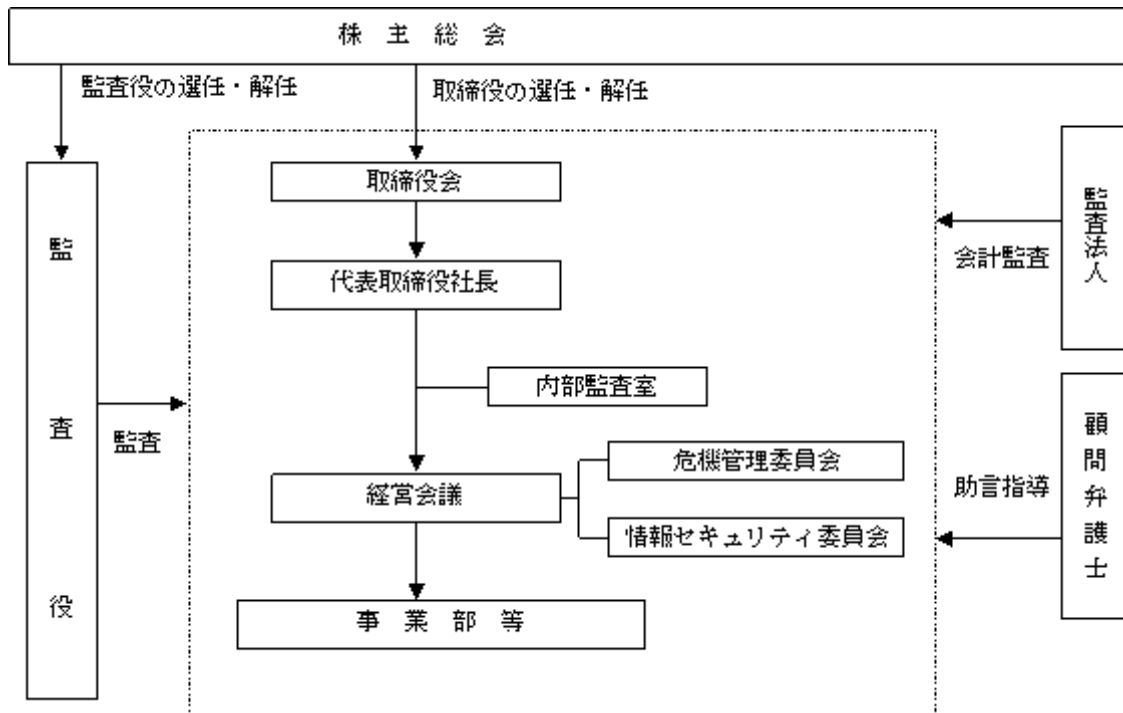 株主総会
監査役の選任・解任
取締役の選任・解任
取締役会
監査法人
監査役
会計監査
代表取締役社長
内部監査室
監査
顧問弁護士
危機管理委員会
経営会議
助言指導
情報セキュリティ委員会
事業部等